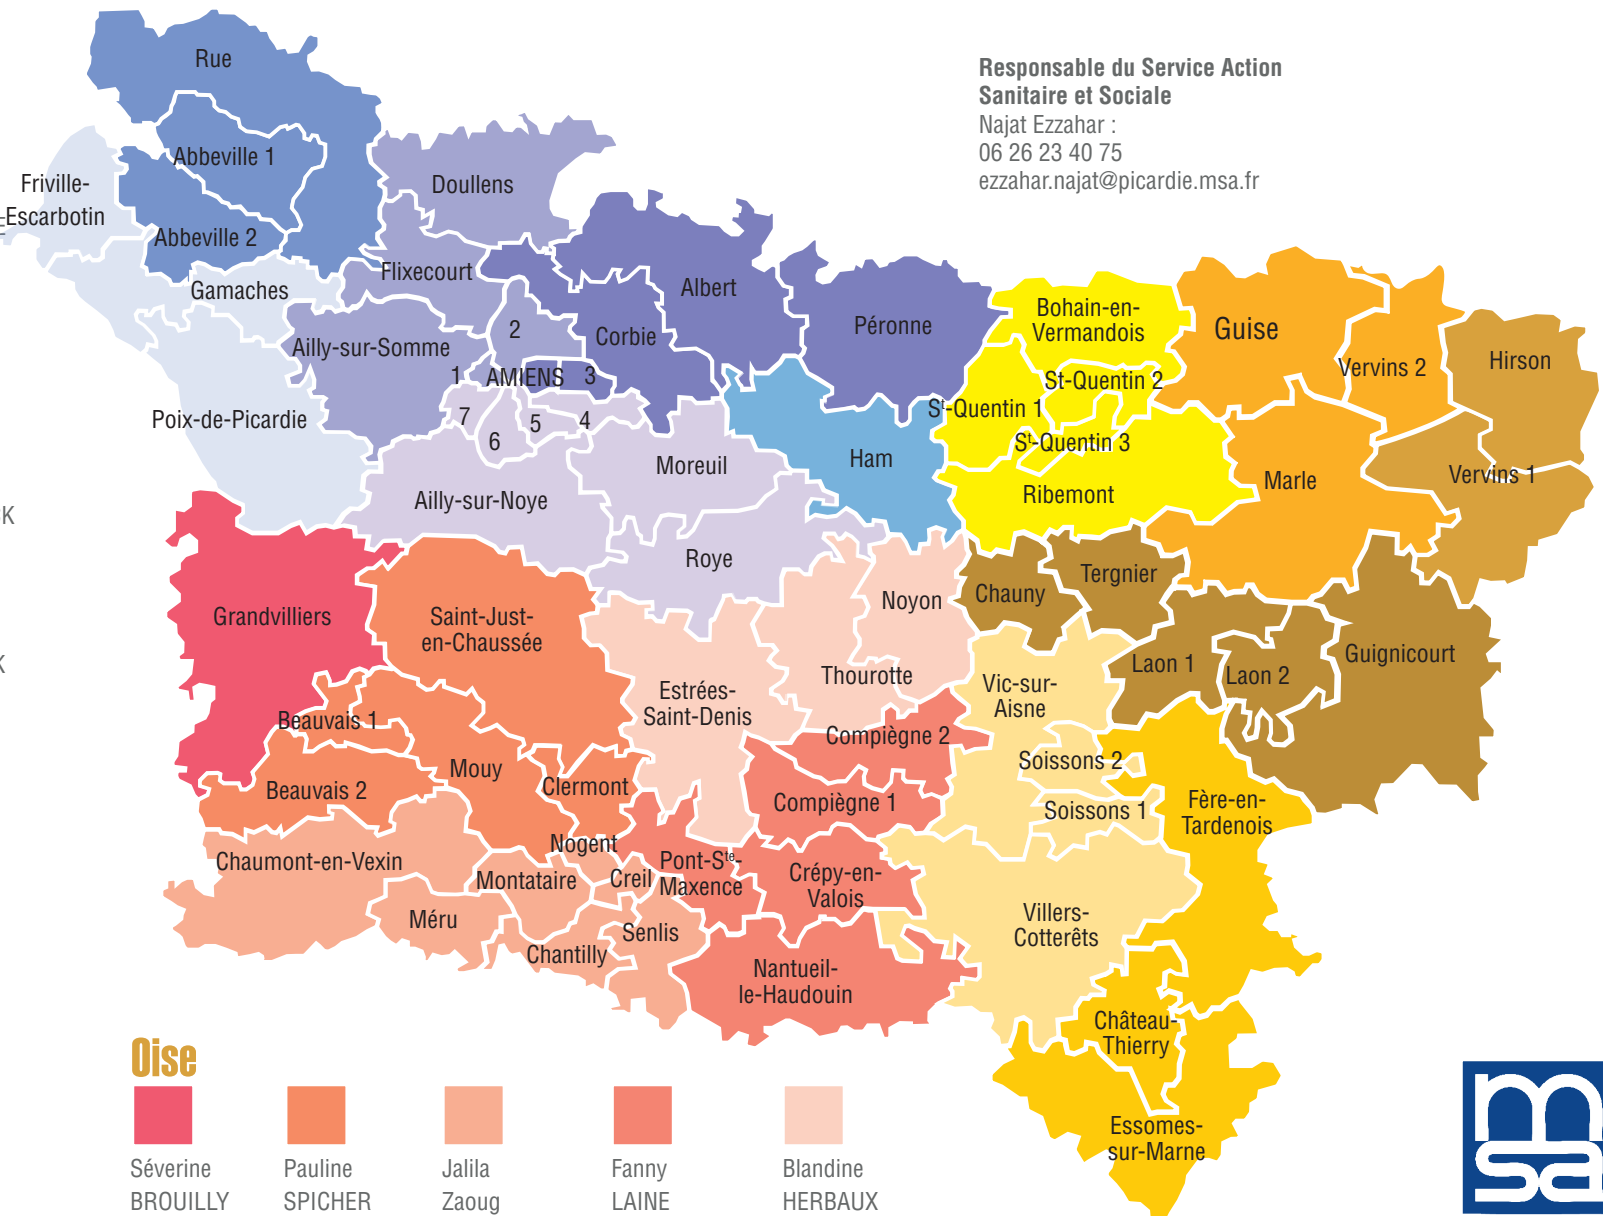 Rue
Responsable du Service Action
Sanitaire et Sociale
Najat Ezzahar :
06 26 23 40 75
ezzahar.najat@picardie.msa.fr
Abbeville 1
Doullens
Friville-
Escarbotin
E
Abbeville 2
Flixecourt
Gamaches
Albert
Péronne
Bohain-en-
Vermandois
Guise
2
Corbie
Ailly-sur-Somme
Vervins 2
Hirson
1
AMIENS
3
St-Quentin 2
Poix-de-Picardie
7
5
4
6
St-Quentin 1
St-Quentin 3
Moreuil
Ham
Ribemont
Marle
Vervins 1
Ailly-sur-Noye
K
Roye
Chauny
Tergnier
Noyon
Grandvilliers
Saint-Just-
en-Chaussée
K
Thourotte
Laon 1
Laon 2
Guignicourt
Estrées-
Saint-Denis
Vic-sur-
Aisne
Beauvais 1
Compiègne 2
Mouy
Soissons 2
Beauvais 2
Clermont
Compiègne 1
Soissons 1
Fère-en-
Tardenois
Nogent
Chaumont-en-Vexin
Montataire
Creil
Pont-Ste-
Maxence
Crépy-en-
Valois
Méru
Senlis
Villers-
Cotterêts
Chantilly
Nantueil-
le-Haudouin
Château-
Thierry
Oise
Essomes-
sur-Marne
Séverine
BROUILLY
Pauline
SPICHER
Jalila
Zaoug
Fanny
LAINE
Blandine
HERBAUX
msa